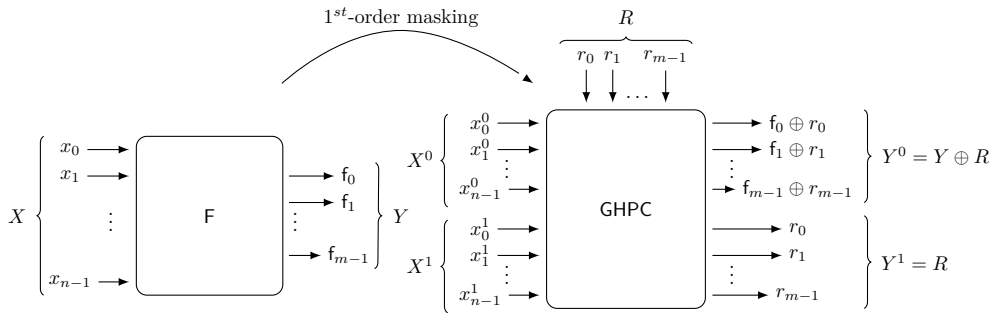 1^{st}-order masking
R
r_0 r_1 r_{m-1}
...
X
x_0
x_1
⋮
x_{n-1}
F
f_0
f_1
⋮
f_{m-1}
Y
X^0
x_0^0
x_1^0
⋮
x_{n-1}^0
X^1
x_0^1
x_1^1
⋮
x_{n-1}^1
GHPC
f_0 ⊕ r_0
f_1 ⊕ r_1
⋮
f_{m-1} ⊕ r_{m-1}
Y^0 = Y ⊕ R
r_0
r_1
⋮
r_{m-1}
Y^1 = R